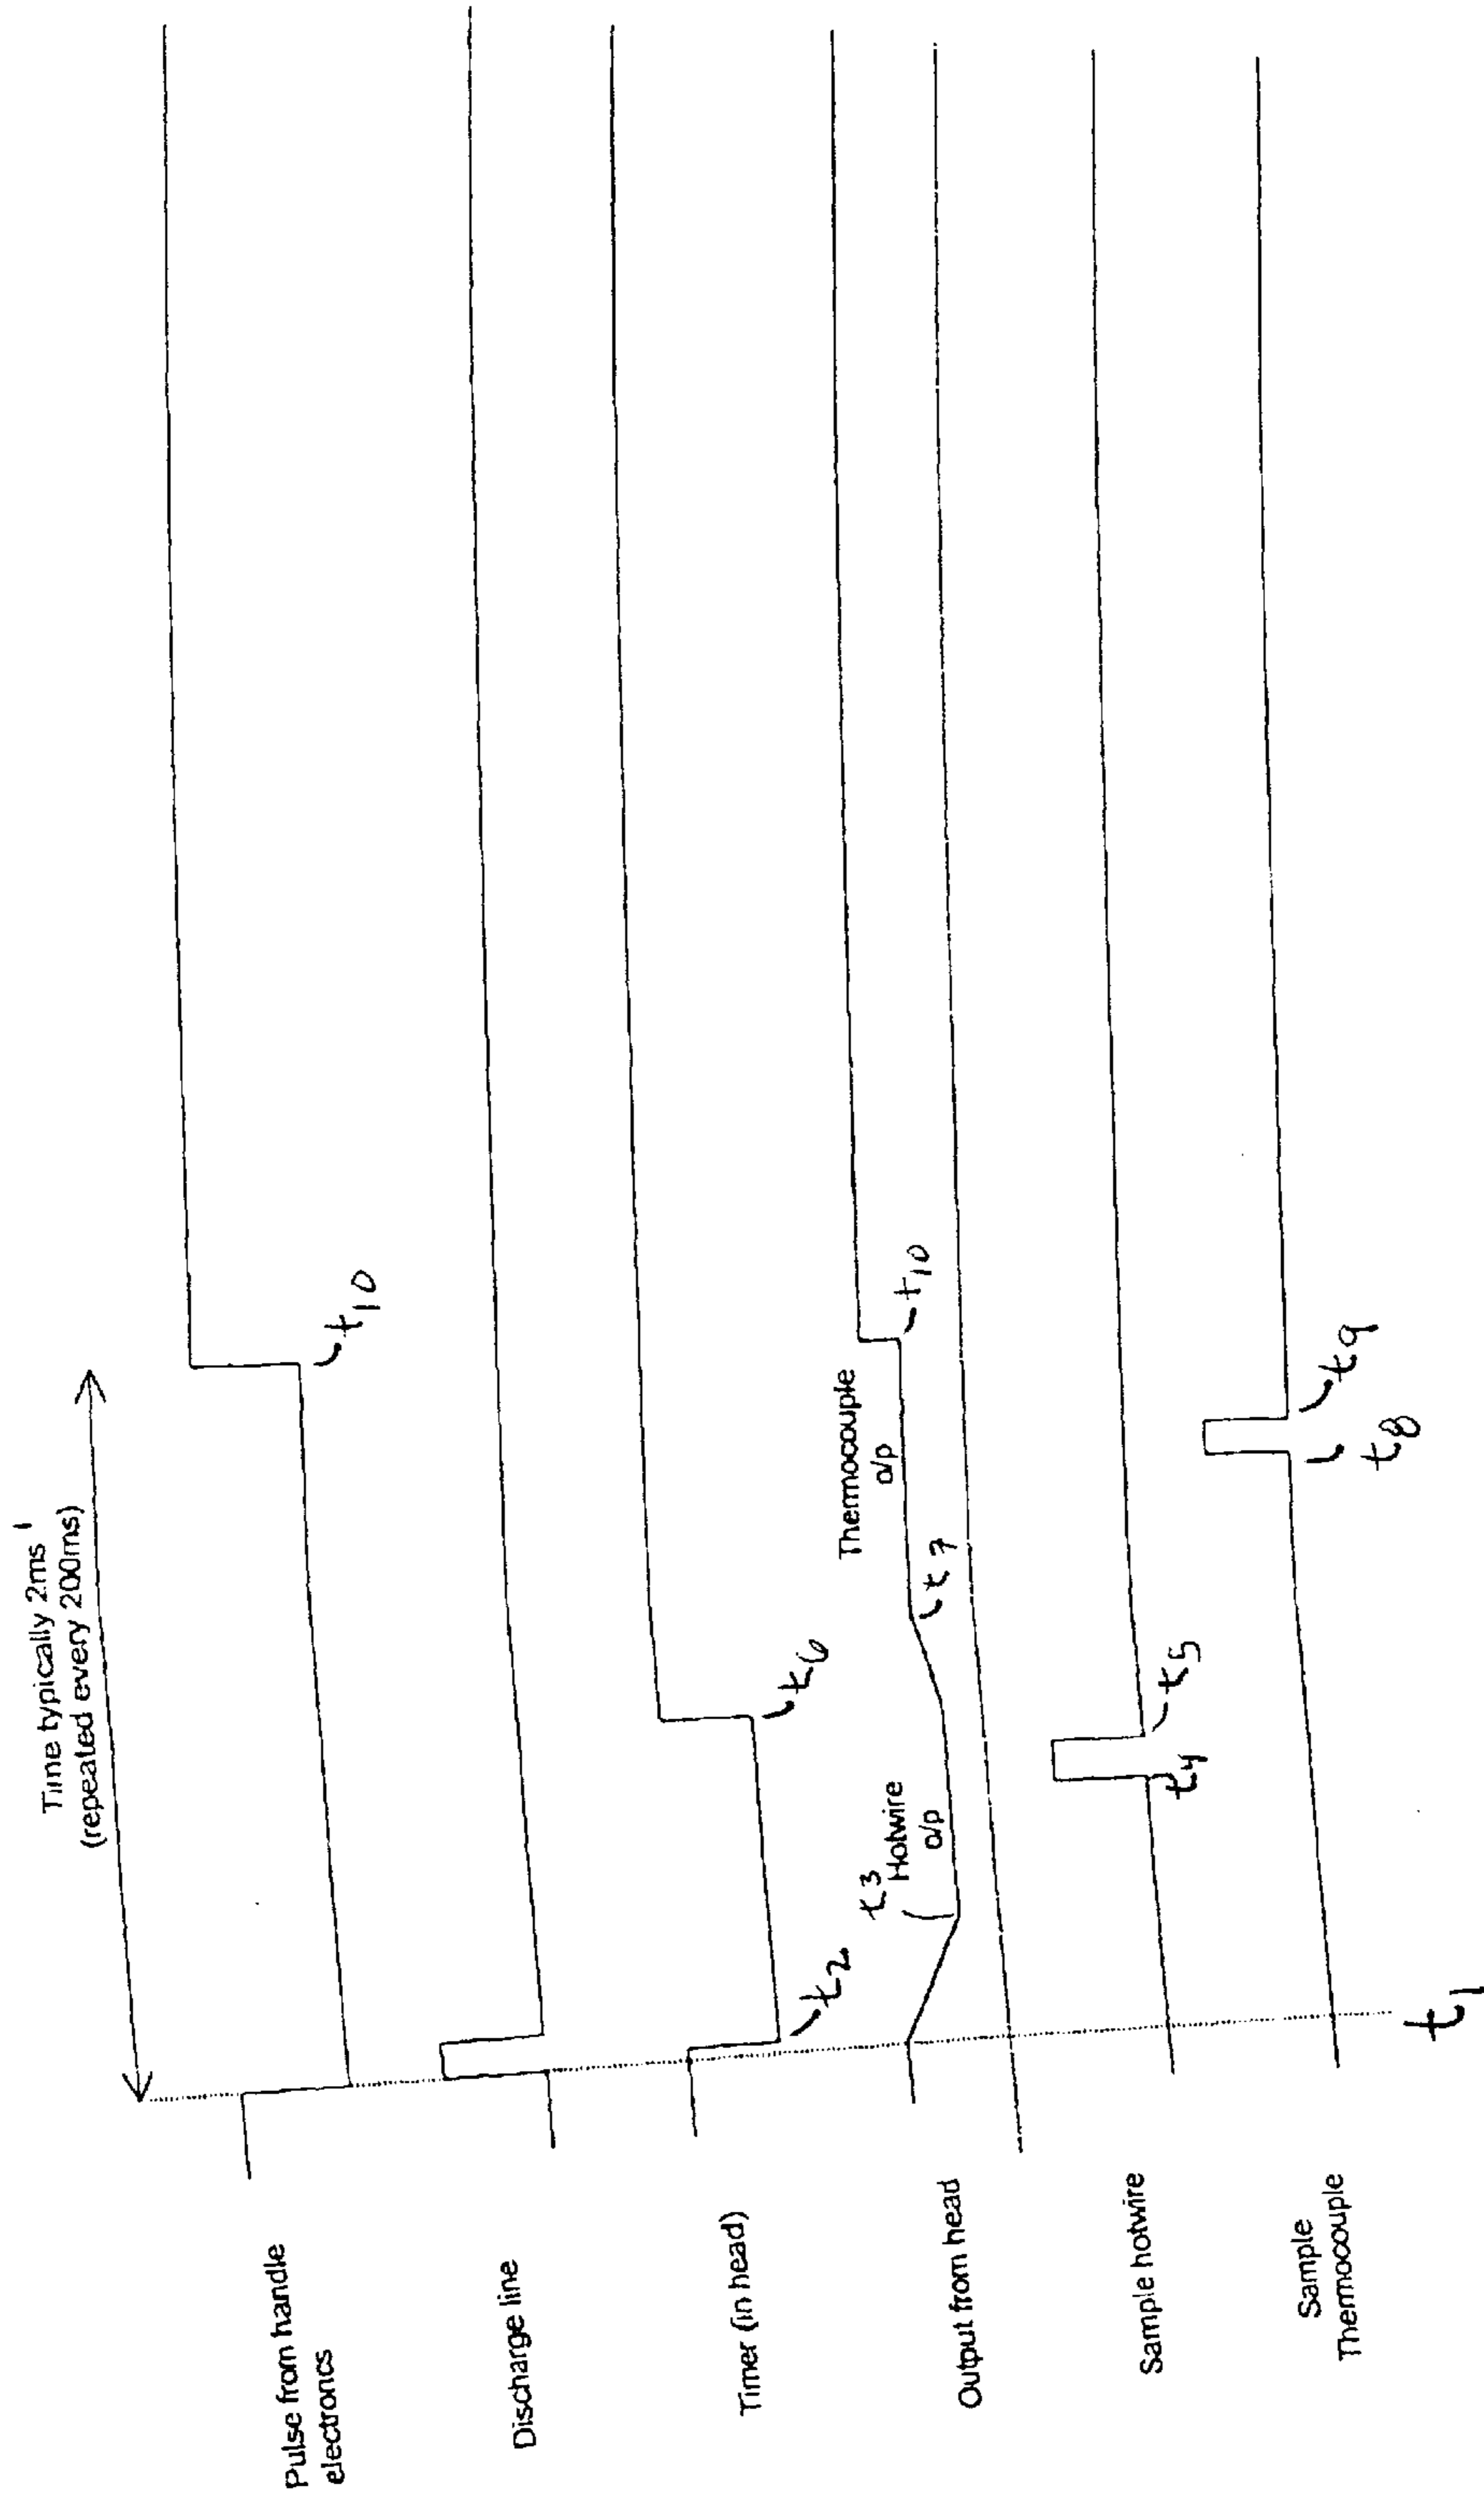 Time typically 2ms
(repeated every 200ms)
Pulse from handle
electronics
t10
Discharge line
Timer (in head)
t2
t6
Output from head
t3
Hotwire
o/p
t7
Thermocouple
o/p
t10
Sample hotwire
t4
t5
Sample
Thermocouple
t8
t9
t1